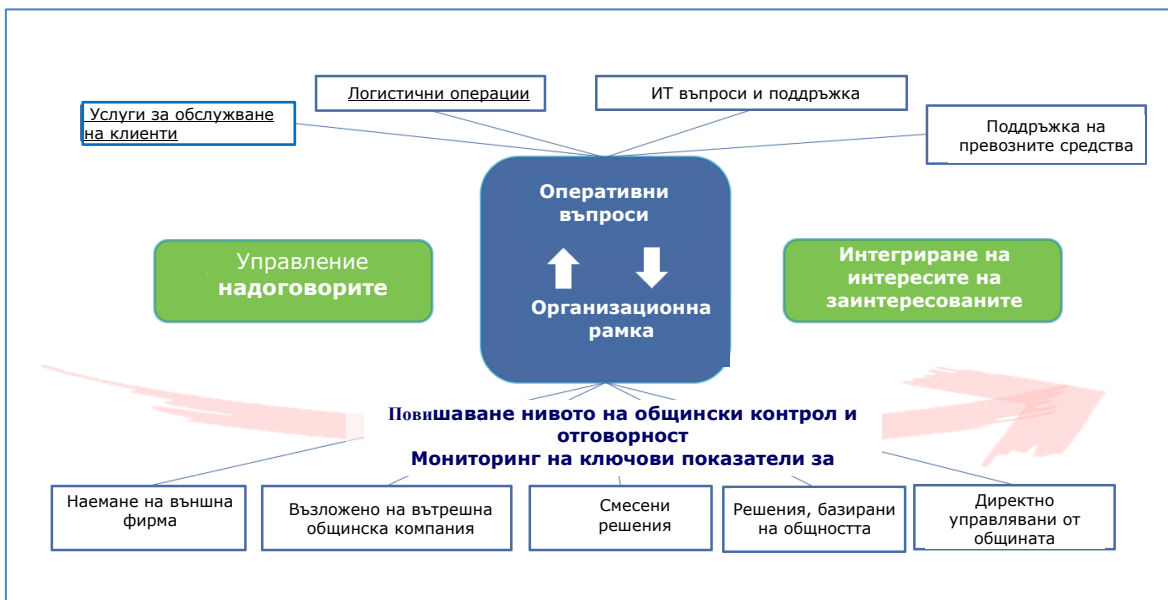 Логистични операции
ИТ въпроси и поддръжка
Услуги за обслужване
на клиенти
Поддръжка на
превозните средства
Оперативни
въпроси
Управление
надоговорите
Интегриране на
интересите на
заинтересованите
Организационна
рамка
Повишаване нивото на общински контрол и
отговорност
Мониторинг на ключови показатели за
Наемане на външна
фирма
Възложено на вътрешна
общинска компания
Смесени
решения
Решения, базирани
на общността
Директно
управлявани от
общината